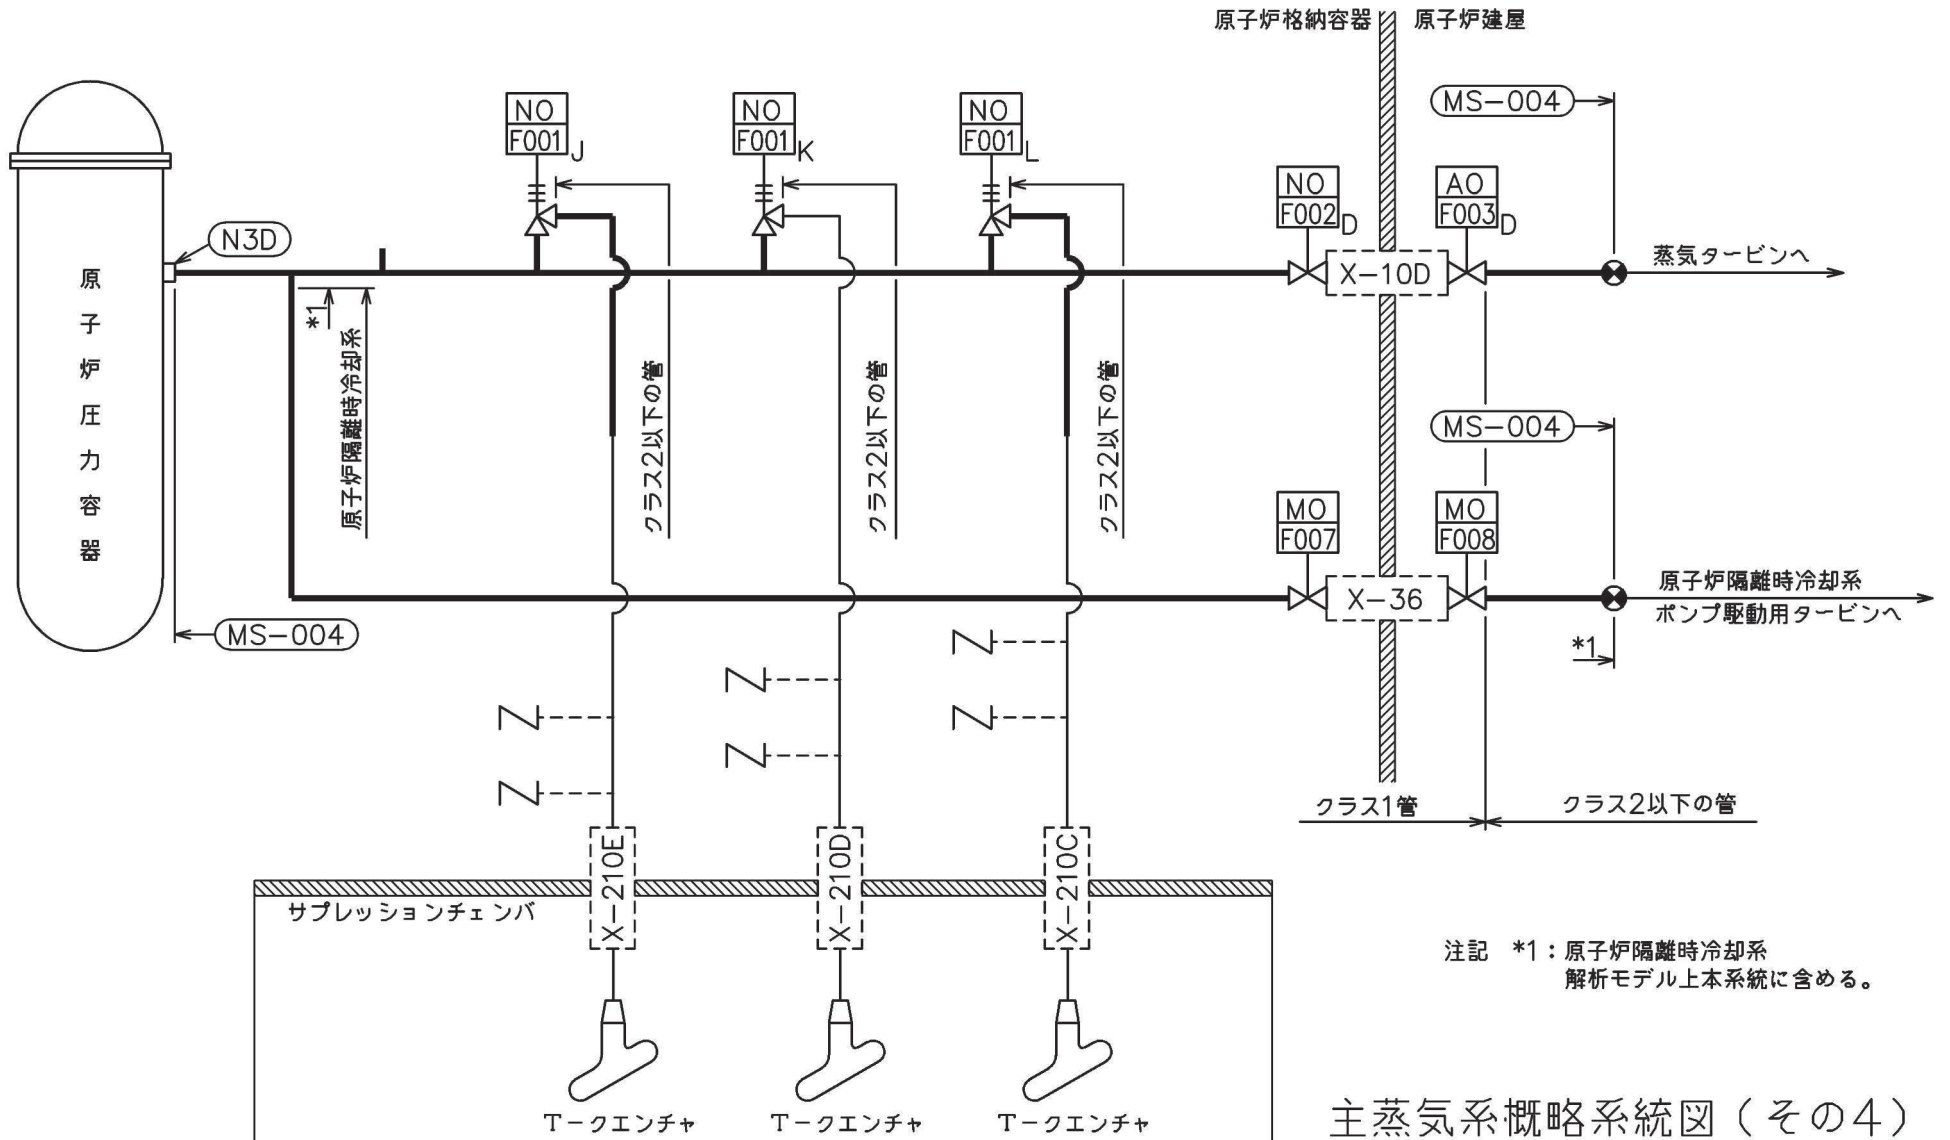 原子炉格納容器
原子炉建屋
NO
F001
J
NO
F001
K
NO
F001
L
MS-004
NO
F002
D
AO
F003
D
N3D
X-10D
蒸気タービンへ
原子炉圧力容器
*1
原子炉隔離時冷却系
クラス2以下の管
クラス2以下の管
クラス2以下の管
MS-004
MO
F007
MO
F008
X-36
原子炉隔離時冷却系
ポンプ駆動用タービンへ
*1
MS-004
クラス1管
クラス2以下の管
X-210E
X-210D
X-210C
サプレッションチェンバ
注記 *1：原子炉隔離時冷却系
解析モデル上本系統に含める。
T-クエンチャ
T-クエンチャ
T-クエンチャ
主蒸気系概略系統図（その4）